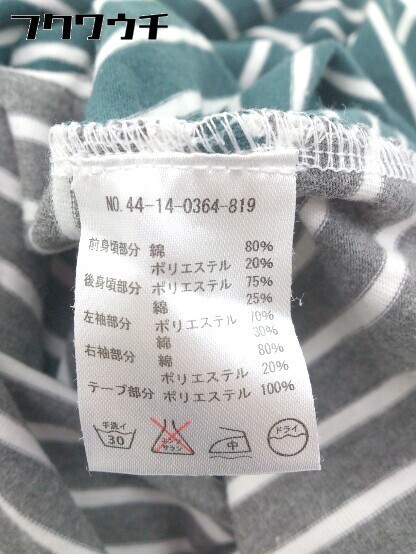 フクワウチ
NO. 44-14-0364-819
前身頃部分 綿 80%
ポリエステル 20%
後身頃部分 ポリエステル 75%
綿 25%
左袖部分 ポリエステル 70%
綿 30%
右袖部分 綿 80%
ポリエステル 20%
テープ部分 ポリエステル 100%
手洗イ 30
エンソサラシ
中
ドライ